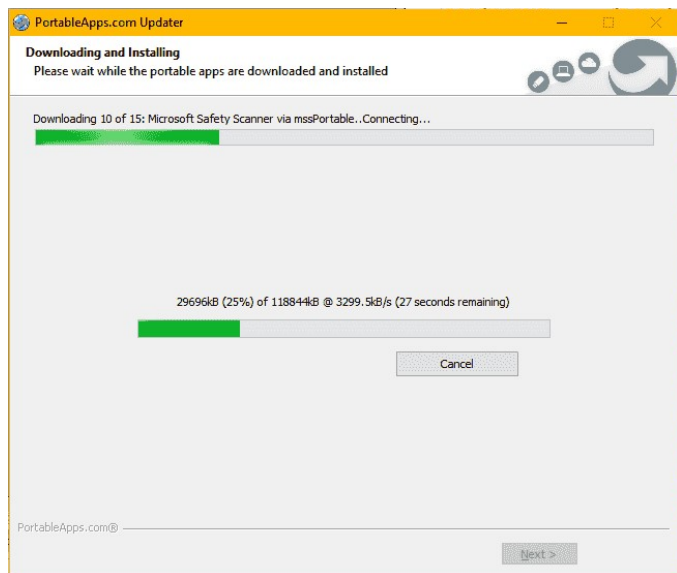 PortableApps.com Updater
Downloading and Installing
Please wait while the portable apps are downloaded and installed
Downloading 10 of 15: Microsoft Safety Scanner via mssPortable..Connecting...
29696kB (25%) of 118844kB @ 3299.5kB/s (27 seconds remaining)
Cancel
PortableApps.com®
Next >